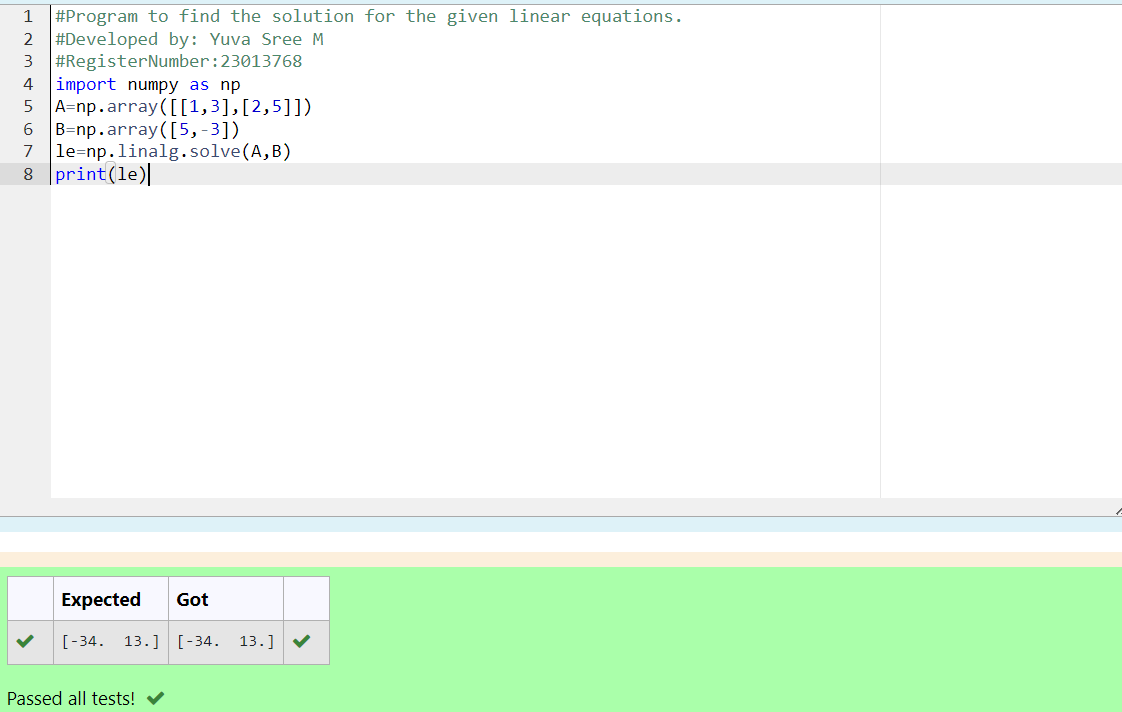 1 #Program to find the solution for the given linear equations.
2 #Developed by: Yuva Sree M
3 #RegisterNumber:23013768
4 import numpy as np
5 A=np.array([[1,3],[2,5]])
6 B=np.array([5,-3])
7 le=np.linalg.solve(A,B)
8 print(le)
Expected Got
[-34.  13.] [-34.  13.]
Passed all tests!